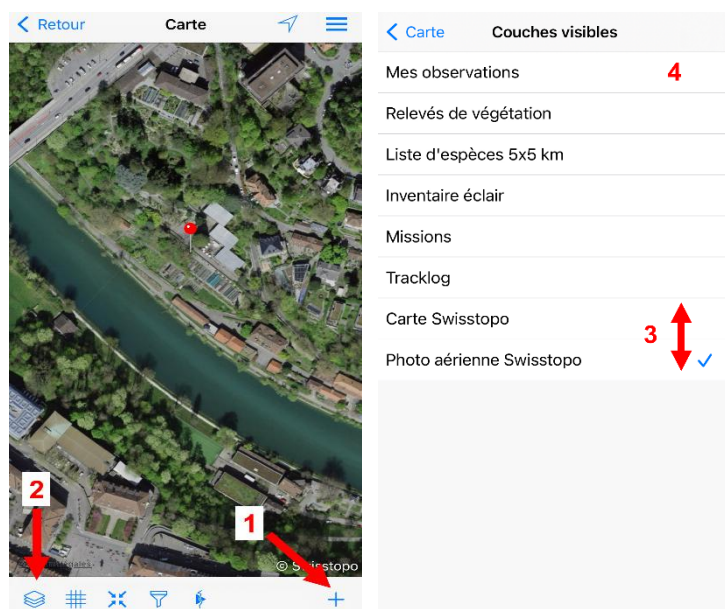 Retour
Carte
2
1
© Swisstopo
Carte
Couches visibles
Mes observations
4
Relevés de végétation
Liste d'espèces 5x5 km
Inventaire éclair
Missions
Tracklog
Carte Swisstopo
3
Photo aérienne Swisstopo